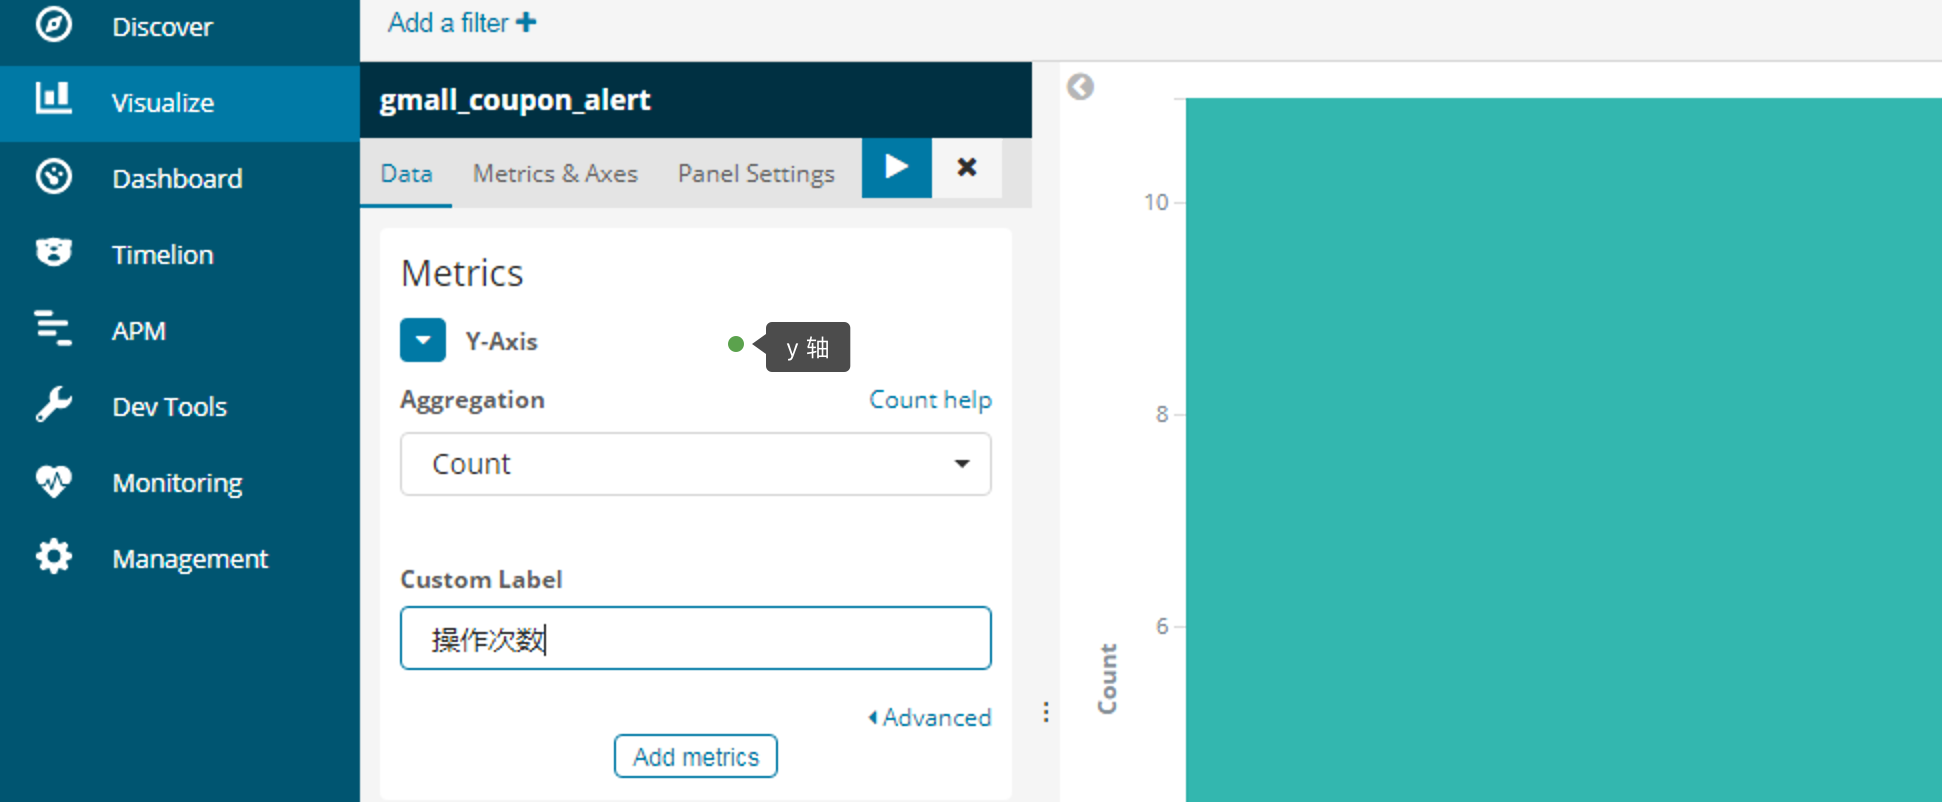 Discover
Visualize
Dashboard
Timelion
APM
Dev Tools
Monitoring
Management
Add a filter
gmall_coupon_alert
Data Metrics & Axes Panel Settings
Metrics
Y-Axis
y 轴
Aggregation Count help
Count
Custom Label
操作次数
Advanced
Add metrics
10
8
6
Count